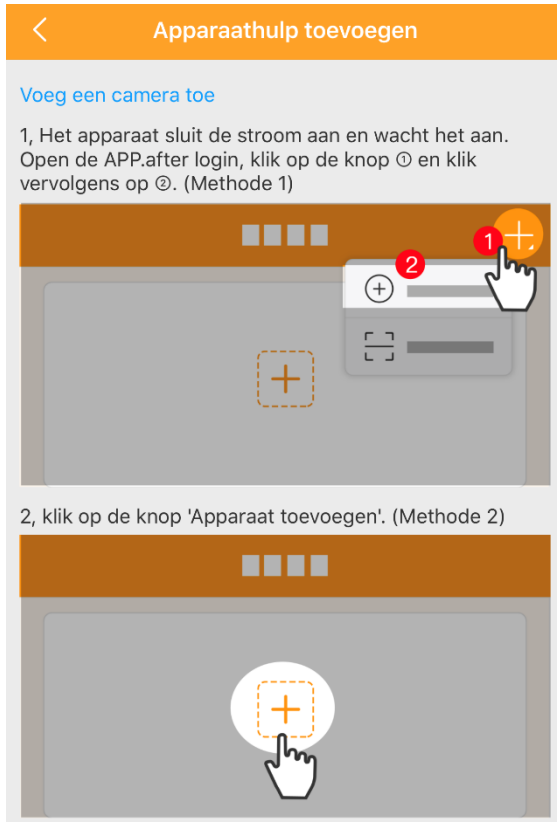 Apparaathulp toevoegen
Voeg een camera toe
1, Het apparaat sluit de stroom aan en wacht het aan.
Open de APP.after login, klik op de knop ① en klik
vervolgens op ②. (Methode 1)
1
2
2, klik op de knop 'Apparaat toevoegen'. (Methode 2)